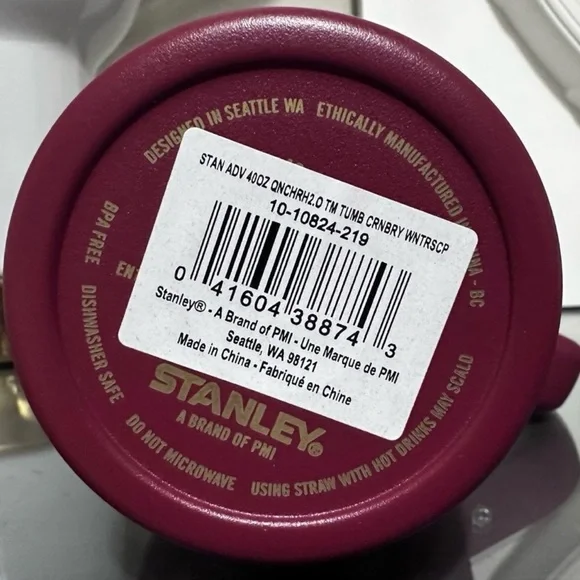 DESIGNED IN SEATTLE WA
ETHICALLY MANUFACTURED
BC
STAN ADV 40OZ QNCHRH2.O TM TUMB CRNBRY WNTRSCP
10-10824-219
0 41604 38874 3
Stanley® - A Brand of PMI - Une Marque de PMI
Seattle, WA 98121
Made in China - Fabriqué en Chine
STANLEY®
A BRAND OF PMI
BPA FREE
DISHWASHER SAFE
DO NOT MICROWAVE
USING STRAW WITH HOT DRINKS MAY SCALD